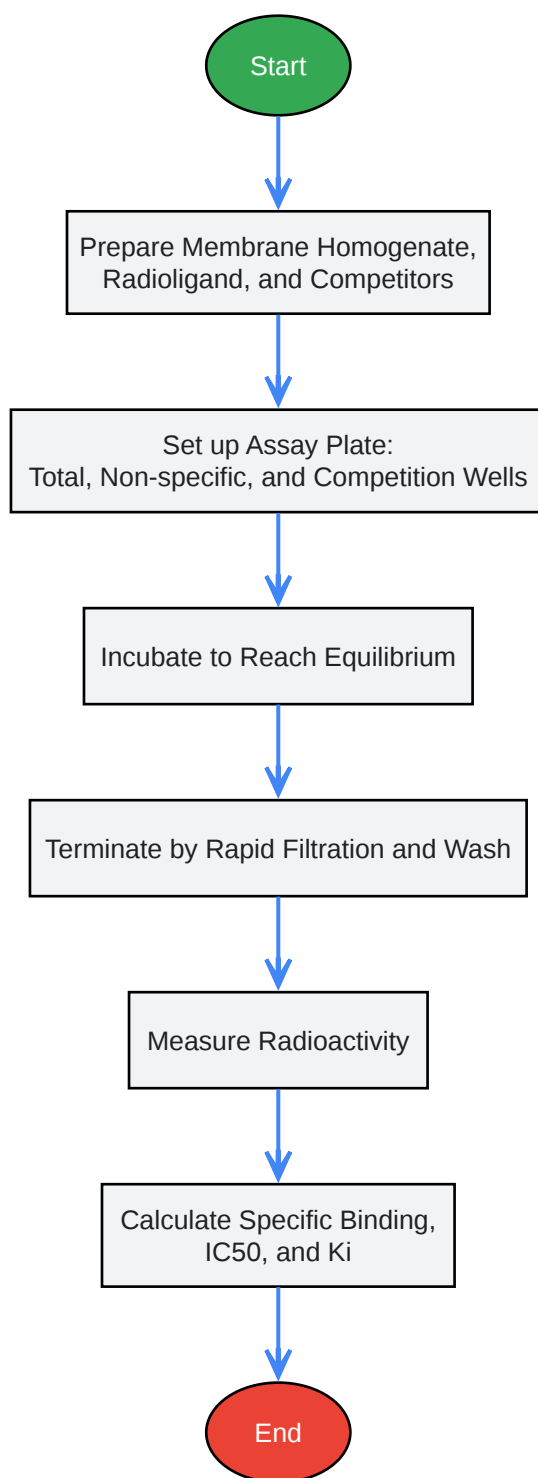 Start
Prepare Membrane Homogenate,
Radioligand, and Competitors
Set up Assay Plate:
Total, Non-specific, and Competition Wells
Incubate to Reach Equilibrium
Terminate by Rapid Filtration and Wash
Measure Radioactivity
Calculate Specific Binding,
IC50, and Ki
End